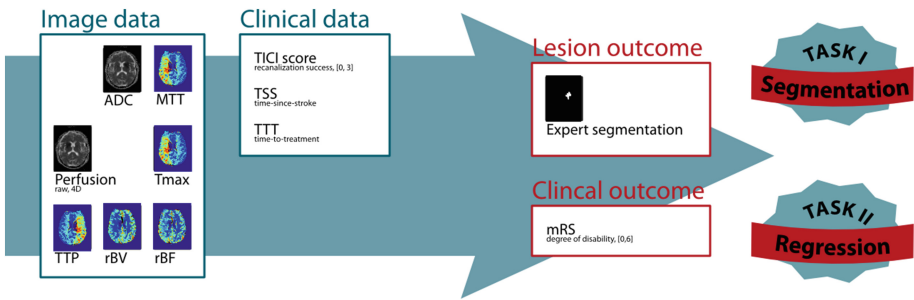 Image data
ADC
MTT
Perfusion
raw, 4D
Tmax
TTP
rBV
rBF
Clinical data
TICI score
recanalization success, [0, 3]
TSS
time-since-stroke
TTT
time-to-treatment
Lesion outcome
Expert segmentation
Clincal outcome
mRS
degree of disability, [0,6]
TASK I
Segmentation
TASK II
Regression